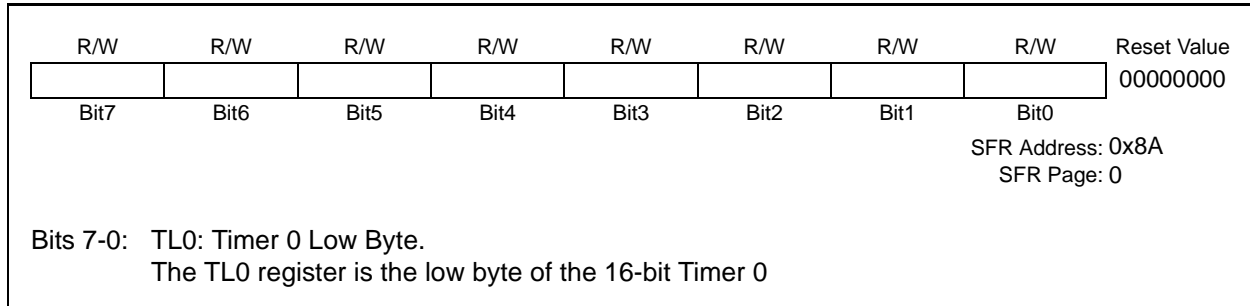 R/W R/W R/W R/W R/W R/W R/W R/W Reset Value
00000000
Bit7 Bit6 Bit5 Bit4 Bit3 Bit2 Bit1 Bit0
SFR Address: 0x8A
SFR Page: 0
Bits 7-0: TL0: Timer 0 Low Byte.
The TL0 register is the low byte of the 16-bit Timer 0